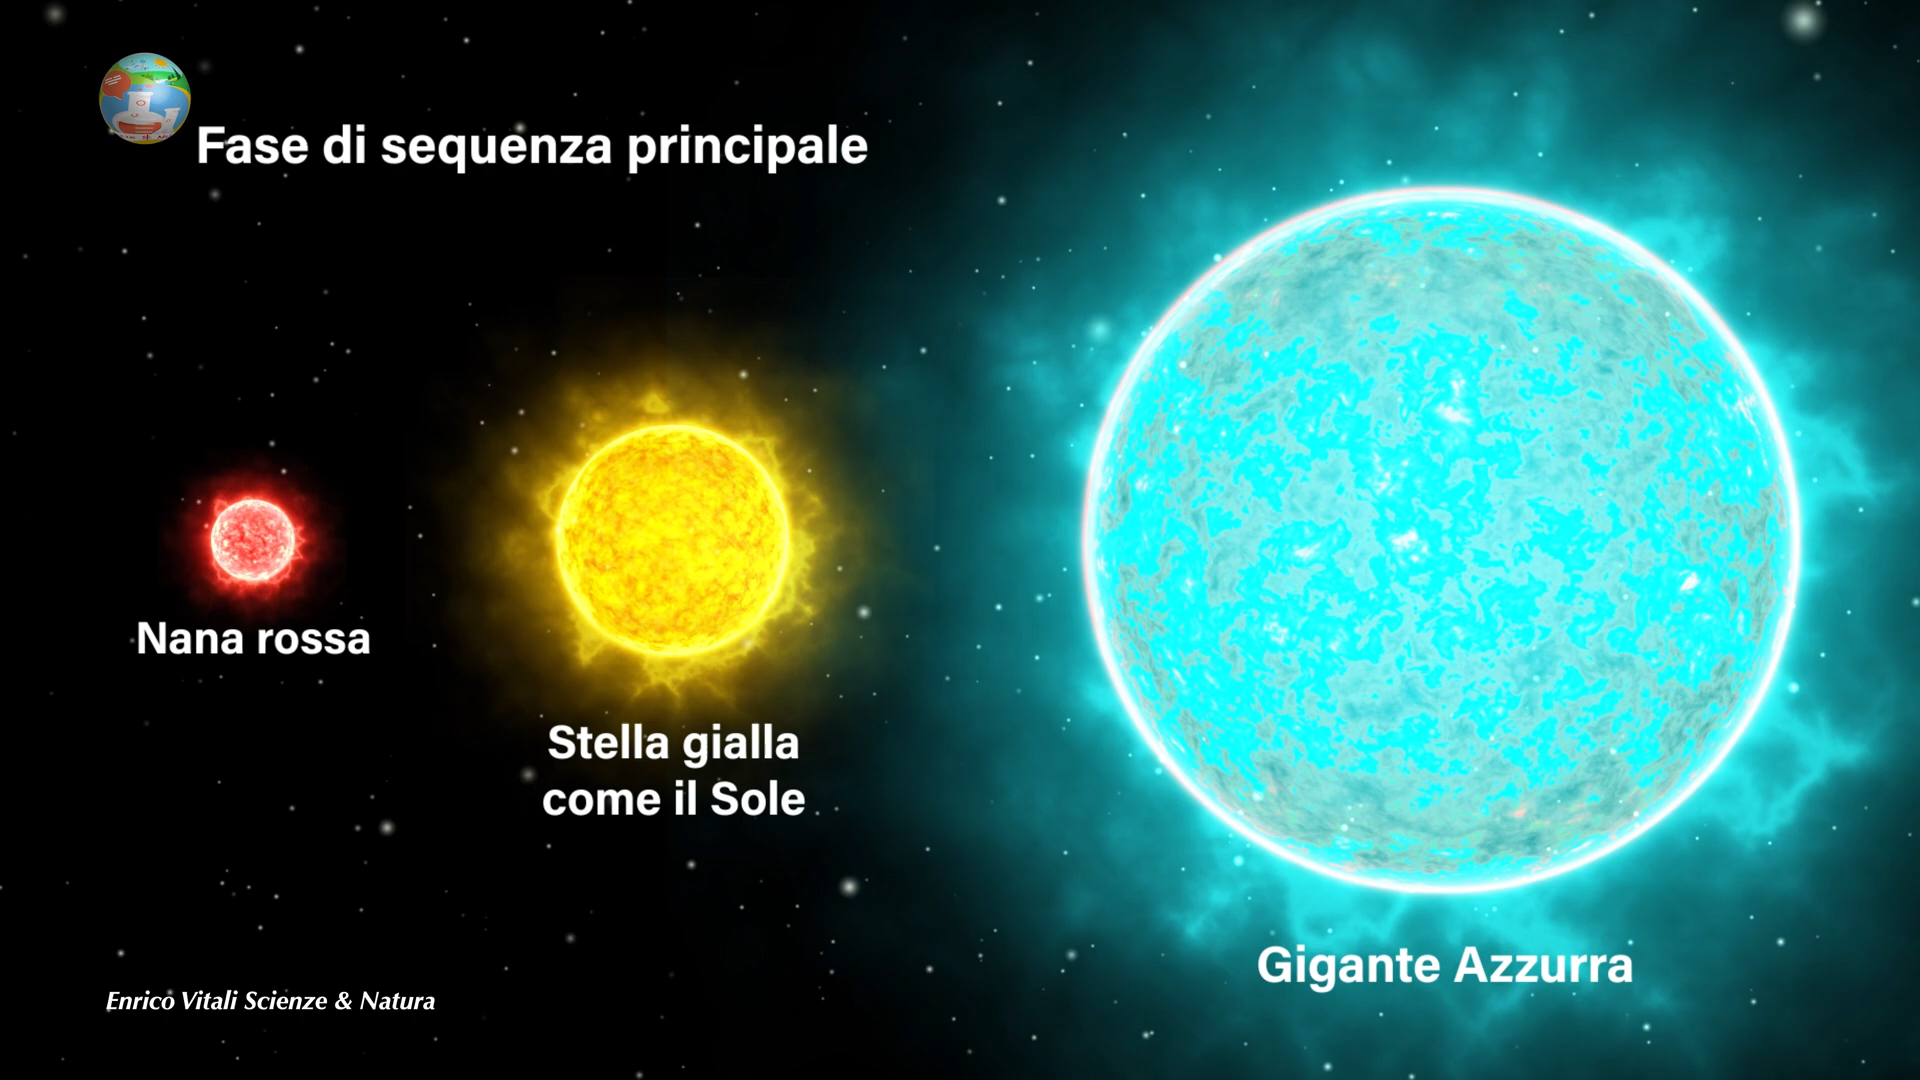 Fase di sequenza principale
Nana rossa
Stella gialla
come il Sole
Gigante Azzurra
Enrico Vitali Scienze & Natura